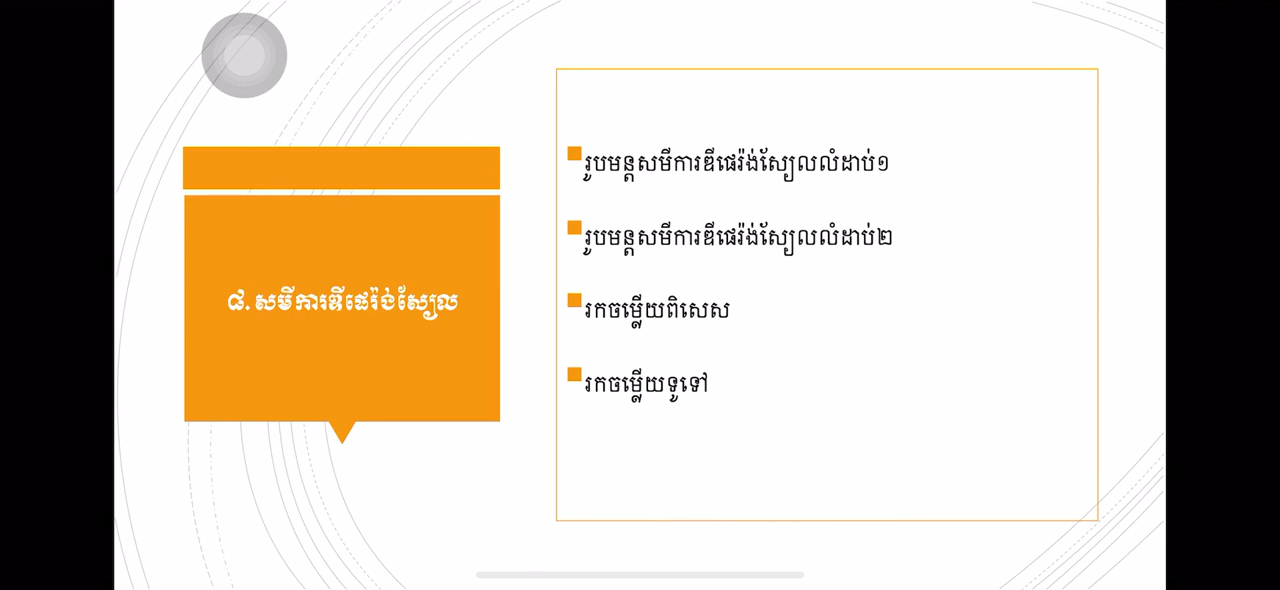 ៨. សមីការឌីផេរ៉ង់ស្យែល
រូបមន្តសមីការឌីផេរ៉ង់ស្យែលលំដាប់១
រូបមន្តសមីការឌីផេរ៉ង់ស្យែលលំដាប់២
រកចម្លើយពិសេស
រកចម្លើយទូទៅ